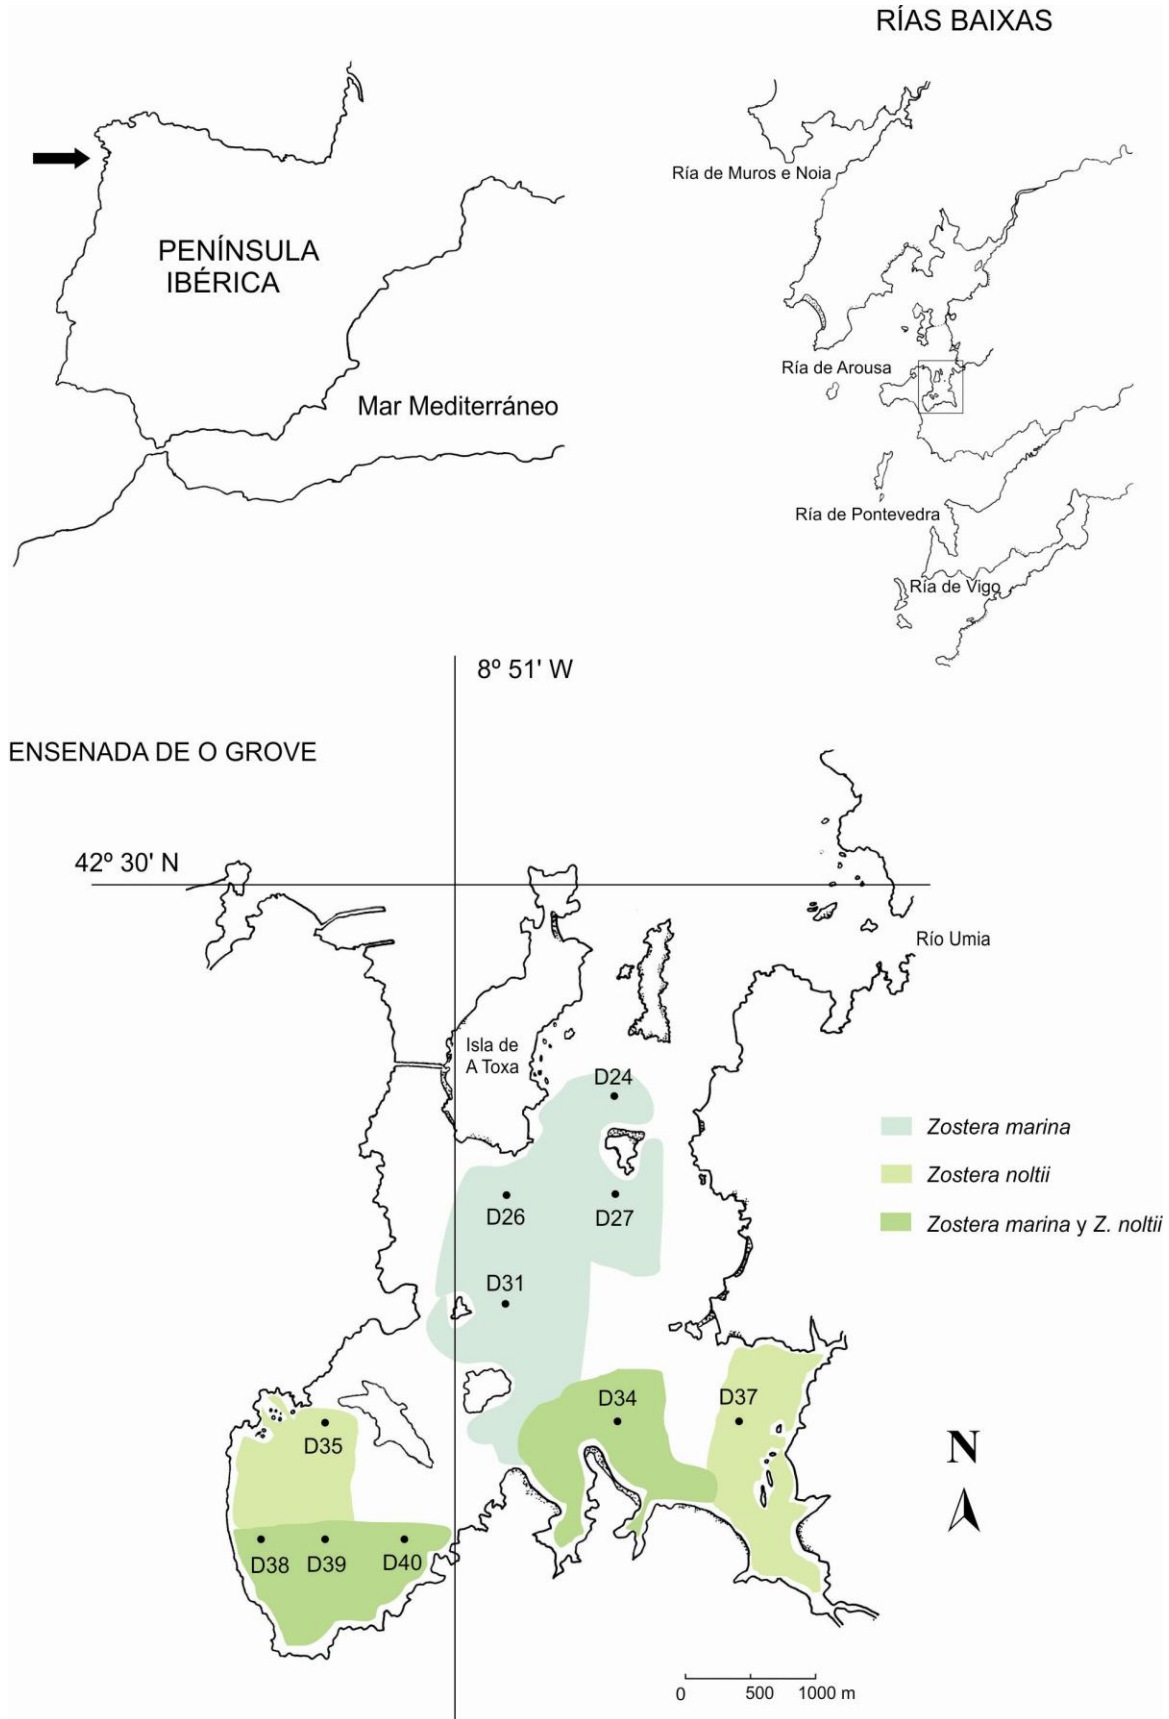 RÍAS BAIXAS
PENÍNSULA
IBÉRICA
Mar Mediterráneo
Ría de Muros e Noia
Ría de Arousa
Ría de Pontevedra
Ría de Vigo
8º 51' W
ENSENADA DE O GROVE
42º 30' N
Río Umia
Isla de
A Toxa
D24
D26
D27
D31
D34
D37
D35
D38
D39
D40
Zostera marina
Zostera noltii
Zostera marina y Z. noltii
N
0 500 1000 m